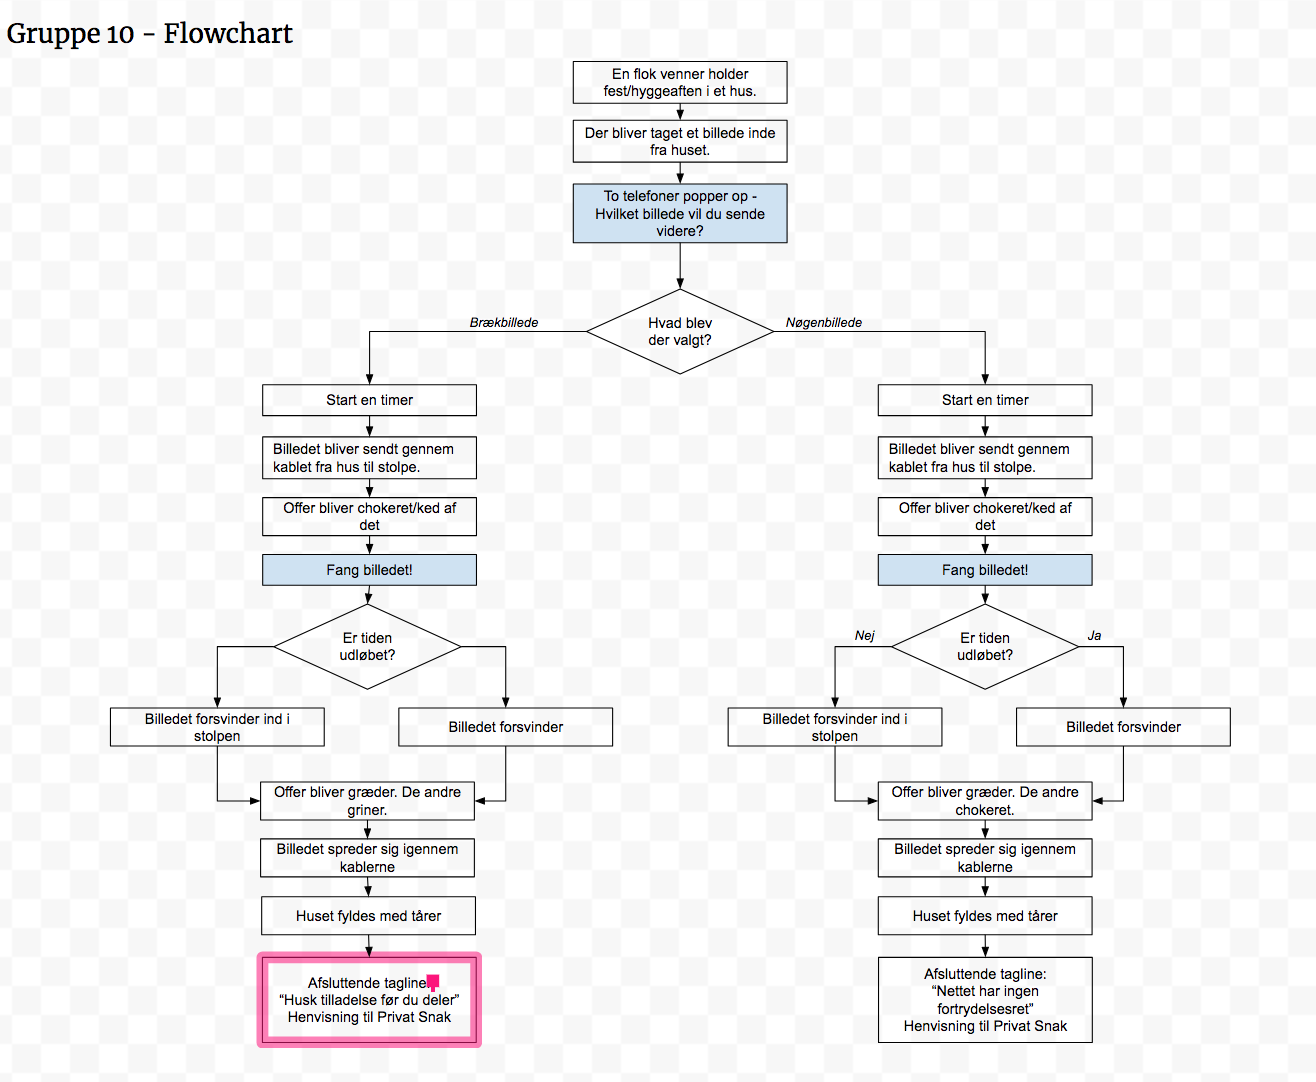 Gruppe 10 - Flowchart
En flok venner holder
fest/hyggeaften i et hus.
Der bliver taget et billede inde
fra huset.
To telefoner popper op -
Hvilket billede vil du sende
videre?
Brækbillede
Hvad blev
der valgt?
Nøgenbillede
Start en timer
Billedet bliver sendt gennem
kablet fra hus til stolpe.
Offer bliver chokeret/ked af
det
Fang billedet!
Er tiden
udløbet?
Billedet forsvinder ind i
stolpen
Billedet forsvinder
Offer bliver græder. De andre
griner.
Billedet spreder sig igennem
kablerne
Huset fyldes med tårer
Afsluttende tagline
“Husk tilladelse før du deler”
Henvisning til Privat Snak
Start en timer
Billedet bliver sendt gennem
kablet fra hus til stolpe.
Offer bliver chokeret/ked af
det
Fang billedet!
Nej
Er tiden
udløbet?
Ja
Billedet forsvinder ind i
stolpen
Billedet forsvinder
Offer bliver græder. De andre
chokeret.
Billedet spreder sig igennem
kablerne
Huset fyldes med tårer
Afsluttende tagline:
“Nettet har ingen
fortrydelsesret”
Henvisning til Privat Snak